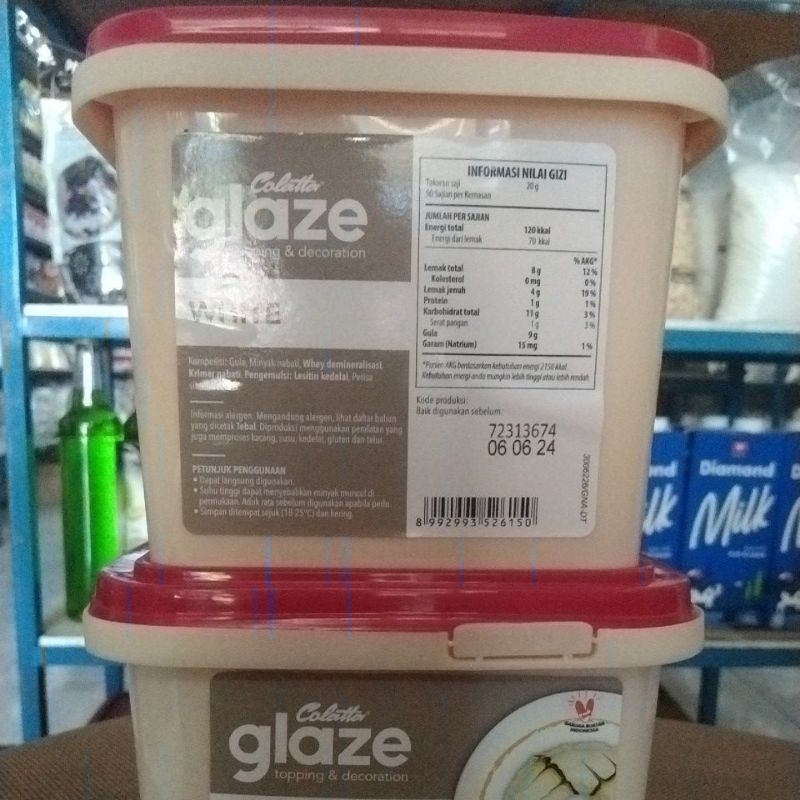 Colatta
glaze
topping & decoration
WHITE
Komposisi: Gula, Minyak nabati, Whey demineralisasi,
Krimer nabati, Pengemulsi: Lesitin kedelai, Perisa
Informasi alergen: Mengandung alergen, lihat daftar bahan
yang dicetak Tebal. Diproduksi menggunakan peralatan yang
juga memproses kacang, susu, kedelai, gluten dan telur.
PETUNJUK PENGGUNAAN
• Dapat langsung digunakan.
• Suhu tinggi dapat menyebabkan minyak muncul di
permukaan. Aduk rata sebelum digunakan apabila perlu.
• Simpan ditempat sejuk (18-25°C) dan kering.
INFORMASI NILAI GIZI
Takaran saji 20 g
90 Sajian per Kemasan
JUMLAH PER SAJIAN
Energi total 120 kkal
Energi dari lemak 70 kkal
% AKG*
Lemak total 8 g 12 %
Kolesterol 0 mg 0 %
Lemak jenuh 4 g 19 %
Protein 1 g 1 %
Karbohidrat total 11 g 3 %
Serat pangan 1 g 3 %
Gula 9 g
Garam (Natrium) 15 mg 1 %
*Persen AKG berdasarkan kebutuhan energi 2150 kkal.
Kebutuhan energi anda mungkin lebih tinggi atau lebih rendah
Kode produksi:
Baik digunakan sebelum:
72313674
06 06 24
8 992993 526150
3006226/GNA-DT
Diamond
Milk
Colatta
glaze
topping & decoration